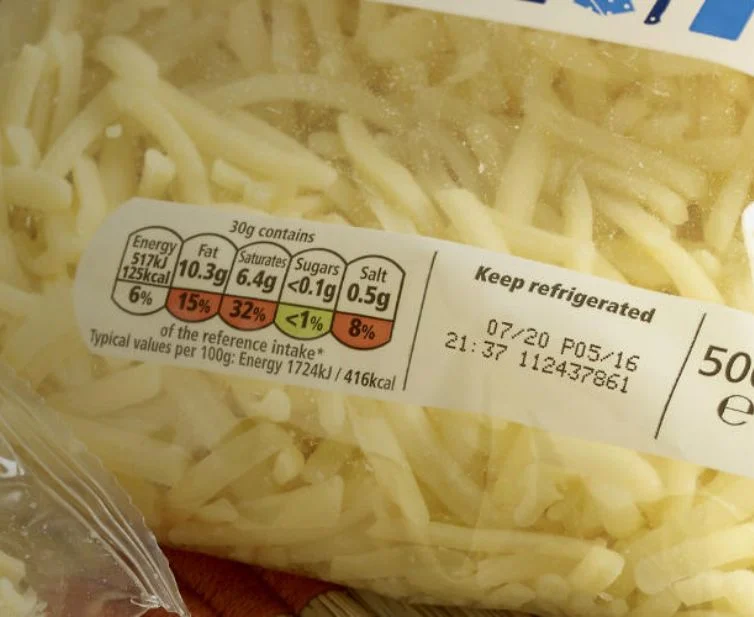 30g contains
Energy 517kJ 125kcal 6%
Fat 10.3g 15%
Saturates 6.4g 32%
Sugars <0.1g <1%
Salt 0.5g 8%
of the reference intake*
Typical values per 100g: Energy 1724kJ / 416kcal
Keep refrigerated
07/20 P05/16
21:37 112437861
e